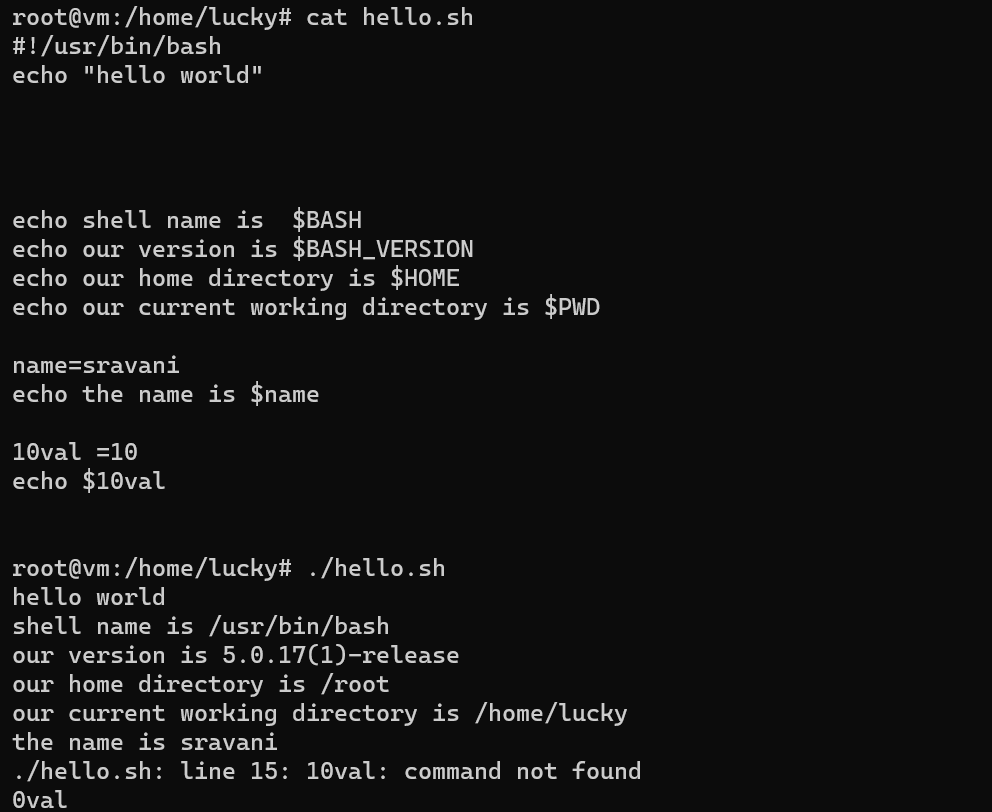 root@vm:/home/lucky# cat hello.sh
#!/usr/bin/bash
echo "hello world"
echo shell name is  $BASH
echo our version is $BASH_VERSION
echo our home directory is $HOME
echo our current working directory is $PWD
name=sravani
echo the name is $name
10val =10
echo $10val
root@vm:/home/lucky# ./hello.sh
hello world
shell name is /usr/bin/bash
our version is 5.0.17(1)-release
our home directory is /root
our current working directory is /home/lucky
the name is sravani
./hello.sh: line 15: 10val: command not found
0val